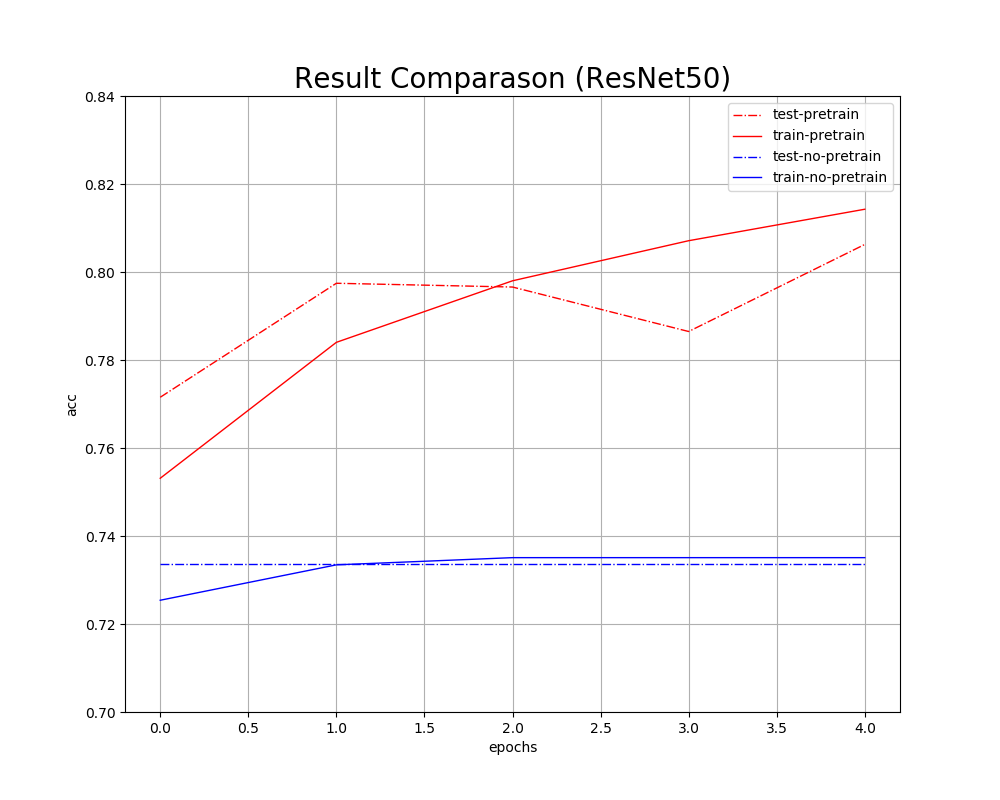 Result Comparason (ResNet50)
test-pretrain
train-pretrain
test-no-pretrain
train-no-pretrain
0.84
0.82
0.80
0.78
0.76
0.74
0.72
0.70
acc
0.0 0.5 1.0 1.5 2.0 2.5 3.0 3.5 4.0
epochs